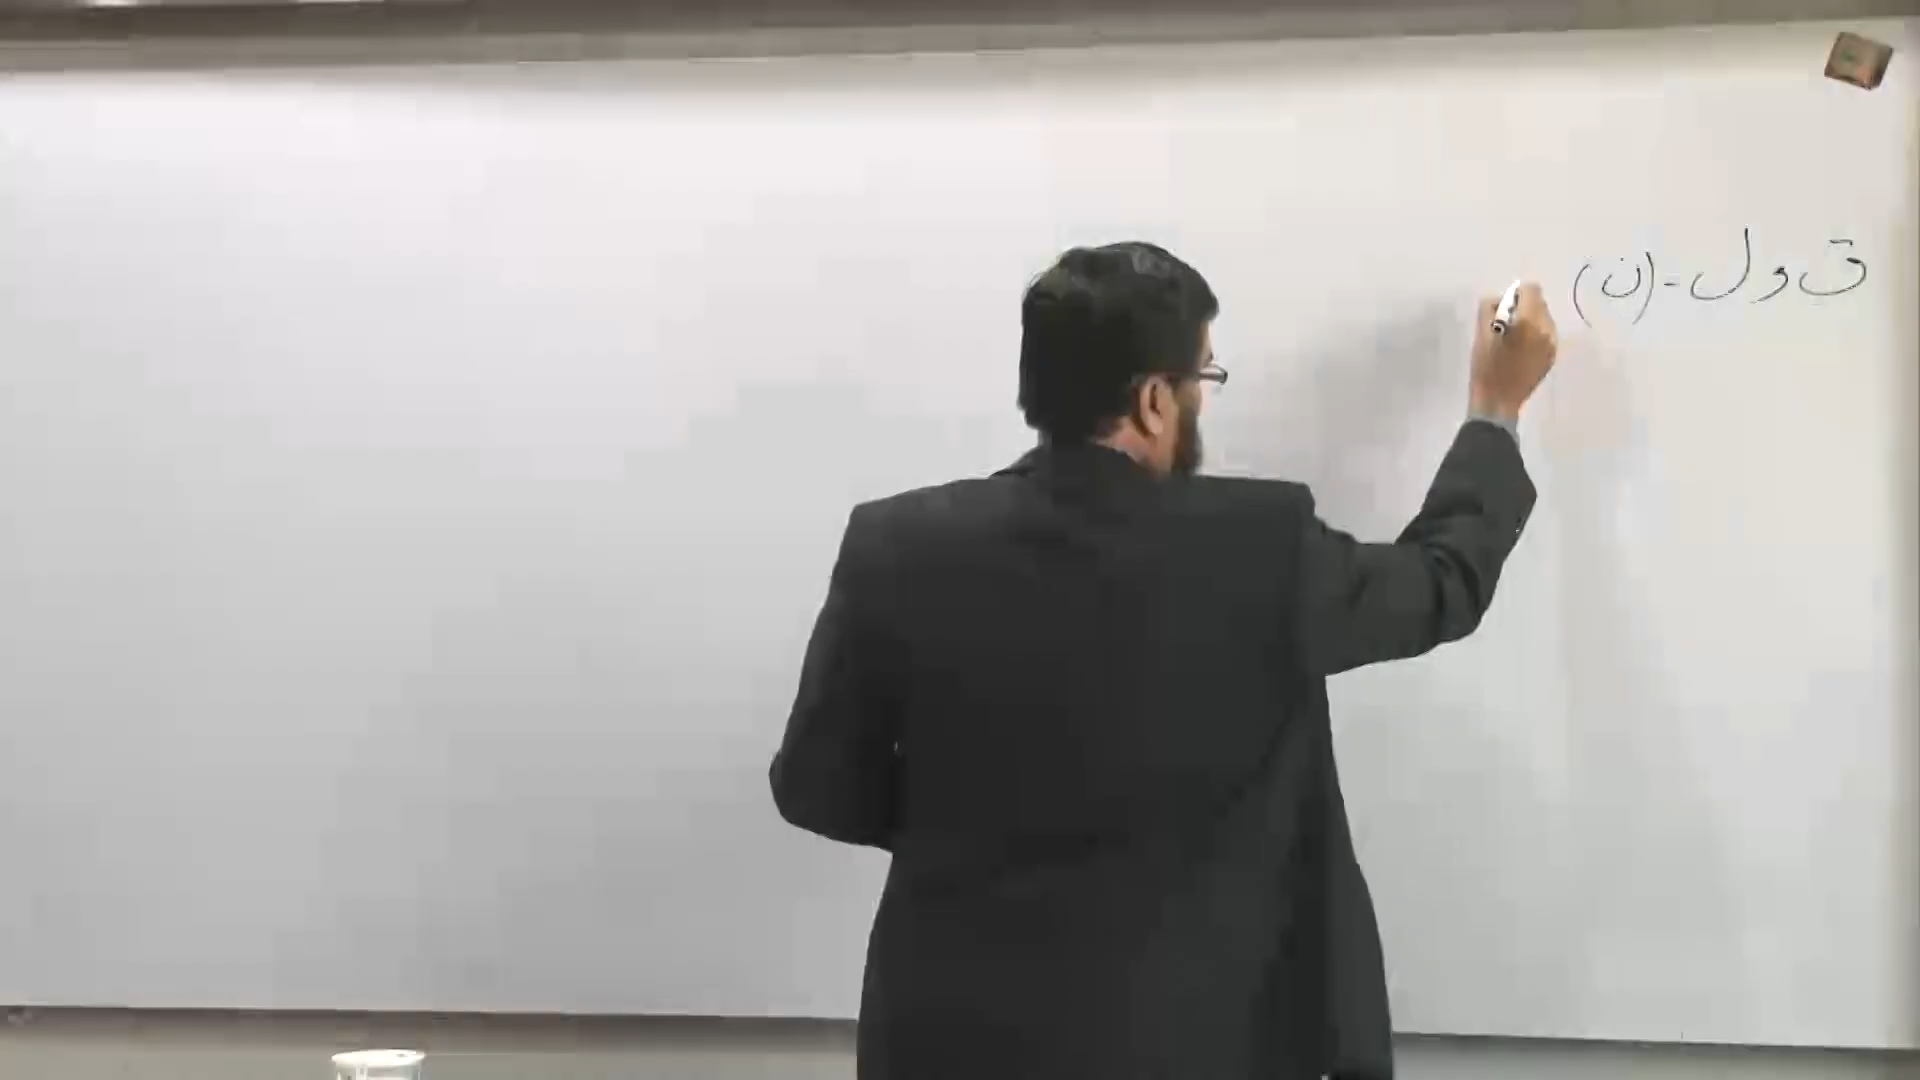 ق و ل - (ن)